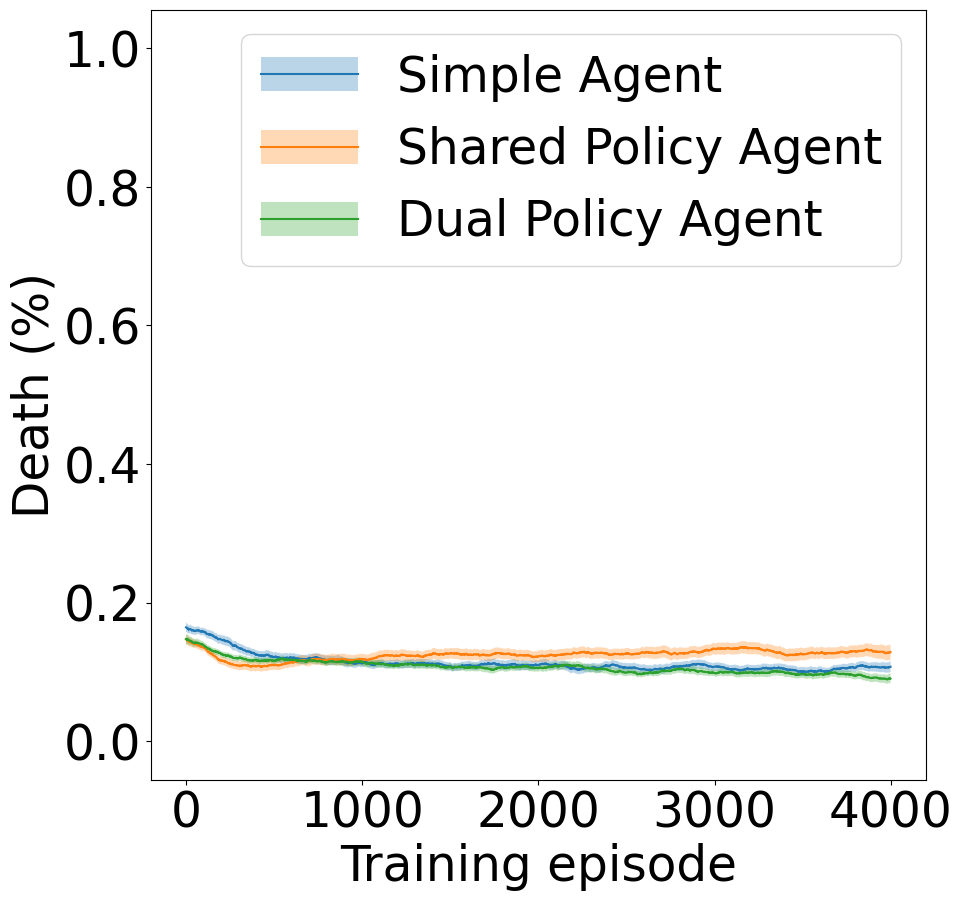 Simple Agent
Shared Policy Agent
Dual Policy Agent
Death (%)
1.0
0.8
0.6
0.4
0.2
0.0
0 1000 2000 3000 4000
Training episode